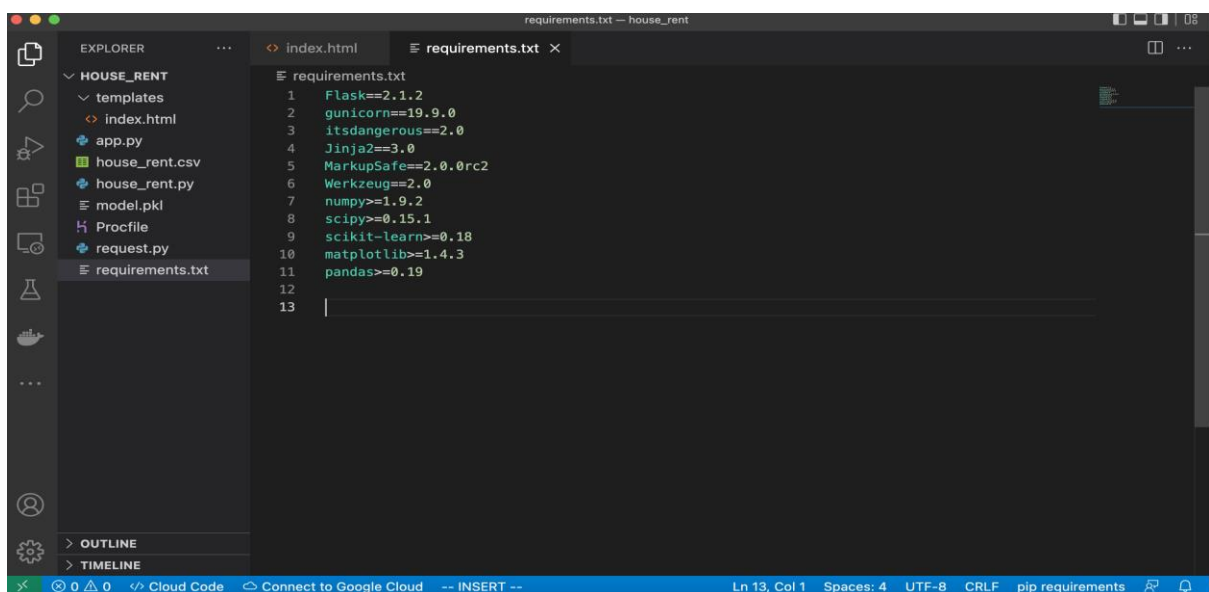 requirements.txt — house_rent
EXPLORER
HOUSE_RENT
templates
index.html
app.py
house_rent.csv
house_rent.py
model.pkl
Procfile
request.py
requirements.txt
OUTLINE
TIMELINE
index.html
requirements.txt
requirements.txt
1 Flask==2.1.2
2 gunicorn==19.9.0
3 itsdangerous==2.0
4 Jinja2==3.0
5 MarkupSafe==2.0.0rc2
6 Werkzeug==2.0
7 numpy>=1.9.2
8 scipy>=0.15.1
9 scikit-learn>=0.18
10 matplotlib>=1.4.3
11 pandas>=0.19
12
13
0 0 Cloud Code Connect to Google Cloud -- INSERT -- Ln 13, Col 1 Spaces: 4 UTF-8 CRLF pip requirements